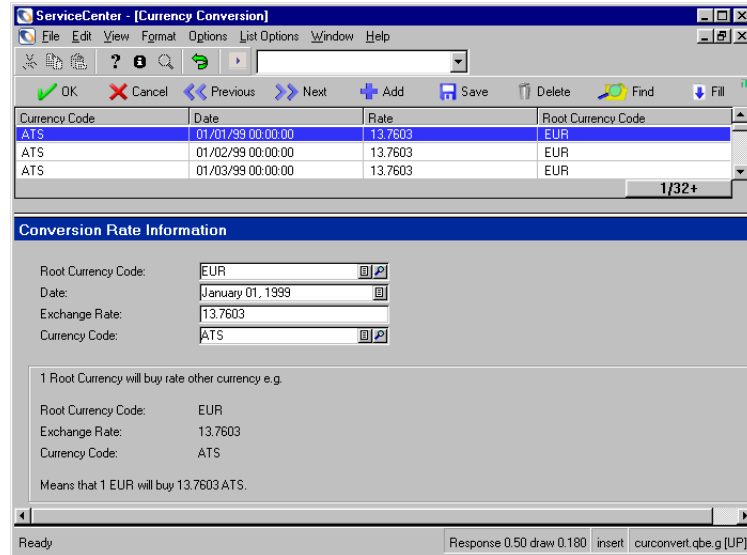 ServiceCenter - [Currency Conversion]
File Edit View Format Options List Options Window Help
OK Cancel Previous Next Add Save Delete Find Fill
Currency Code Date Rate Root Currency Code
ATS 01/01/99 00:00:00 13.7603 EUR
ATS 01/02/99 00:00:00 13.7603 EUR
ATS 01/03/99 00:00:00 13.7603 EUR
1/32+
Conversion Rate Information
Root Currency Code: EUR
Date: January 01, 1999
Exchange Rate: 13.7603
Currency Code: ATS
1 Root Currency will buy rate other currency e.g.
Root Currency Code: EUR
Exchange Rate: 13.7603
Currency Code: ATS
Means that 1 EUR will buy 13.7603 ATS.
Ready Response 0.50 draw 0.180 insert curconvert.qbe.g [UP]